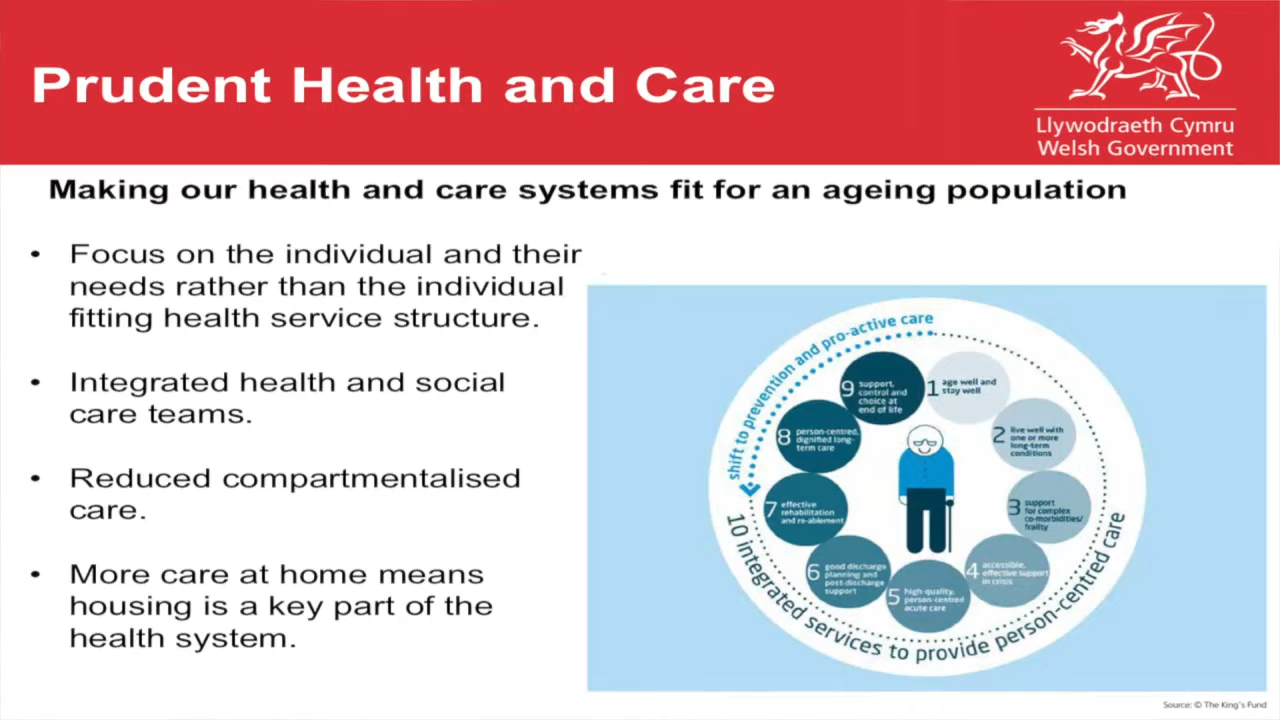 Prudent Health and Care
Llywodraeth Cymru
Welsh Government
Making our health and care systems fit for an ageing population
• Focus on the individual and their
needs rather than the individual
fitting health service structure.
• Integrated health and social
care teams.
• Reduced compartmentalised
care.
• More care at home means
housing is a key part of the
health system.
shift to prevention and pro-active care
1 age well and
stay well
2 live well with
one or more
long-term
conditions
3 support
for complex
co-morbidities/
frailty
4 accessible,
effective support
in crisis
5 high-quality,
person-centred
acute care
6 good discharge
planning and
post-discharge
support
7 effective
rehabilitation
and re-ablement
8 person-centred,
dignified long-
term care
9 support,
control and
choice at
end of life
10 integrated services to provide person-centred care
Source: © The King's Fund